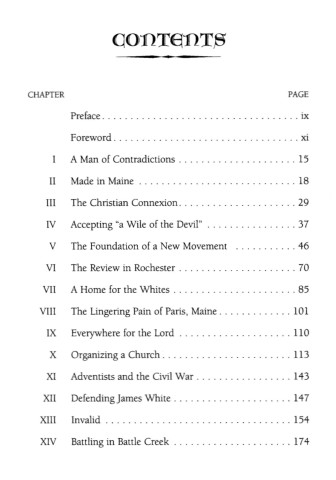 CONTENTS
CHAPTER PAGE
Preface . . . . . . . . . . . . . . . . . . . . . . . . . . . . . . . . . . ix
Foreword . . . . . . . . . . . . . . . . . . . . . . . . . . . . . . . . xi
I A Man of Contradictions . . . . . . . . . . . . . . . . . . . . . 15
II Made in Maine . . . . . . . . . . . . . . . . . . . . . . . . . . . . 18
III The Christian Connexion . . . . . . . . . . . . . . . . . . . . . 29
IV Accepting “a Wile of the Devil” . . . . . . . . . . . . . . . . 37
V The Foundation of a New Movement . . . . . . . . . . . 46
VI The Review in Rochester . . . . . . . . . . . . . . . . . . . . . 70
VII A Home for the Whites . . . . . . . . . . . . . . . . . . . . . . 85
VIII The Lingering Pain of Paris, Maine . . . . . . . . . . . . . 101
IX Everywhere for the Lord . . . . . . . . . . . . . . . . . . . . 110
X Organizing a Church . . . . . . . . . . . . . . . . . . . . . . . 113
XI Adventists and the Civil War . . . . . . . . . . . . . . . . . 143
XII Defending James White . . . . . . . . . . . . . . . . . . . . . 147
XIII Invalid . . . . . . . . . . . . . . . . . . . . . . . . . . . . . . . . . 154
XIV Battling in Battle Creek . . . . . . . . . . . . . . . . . . . . . 174